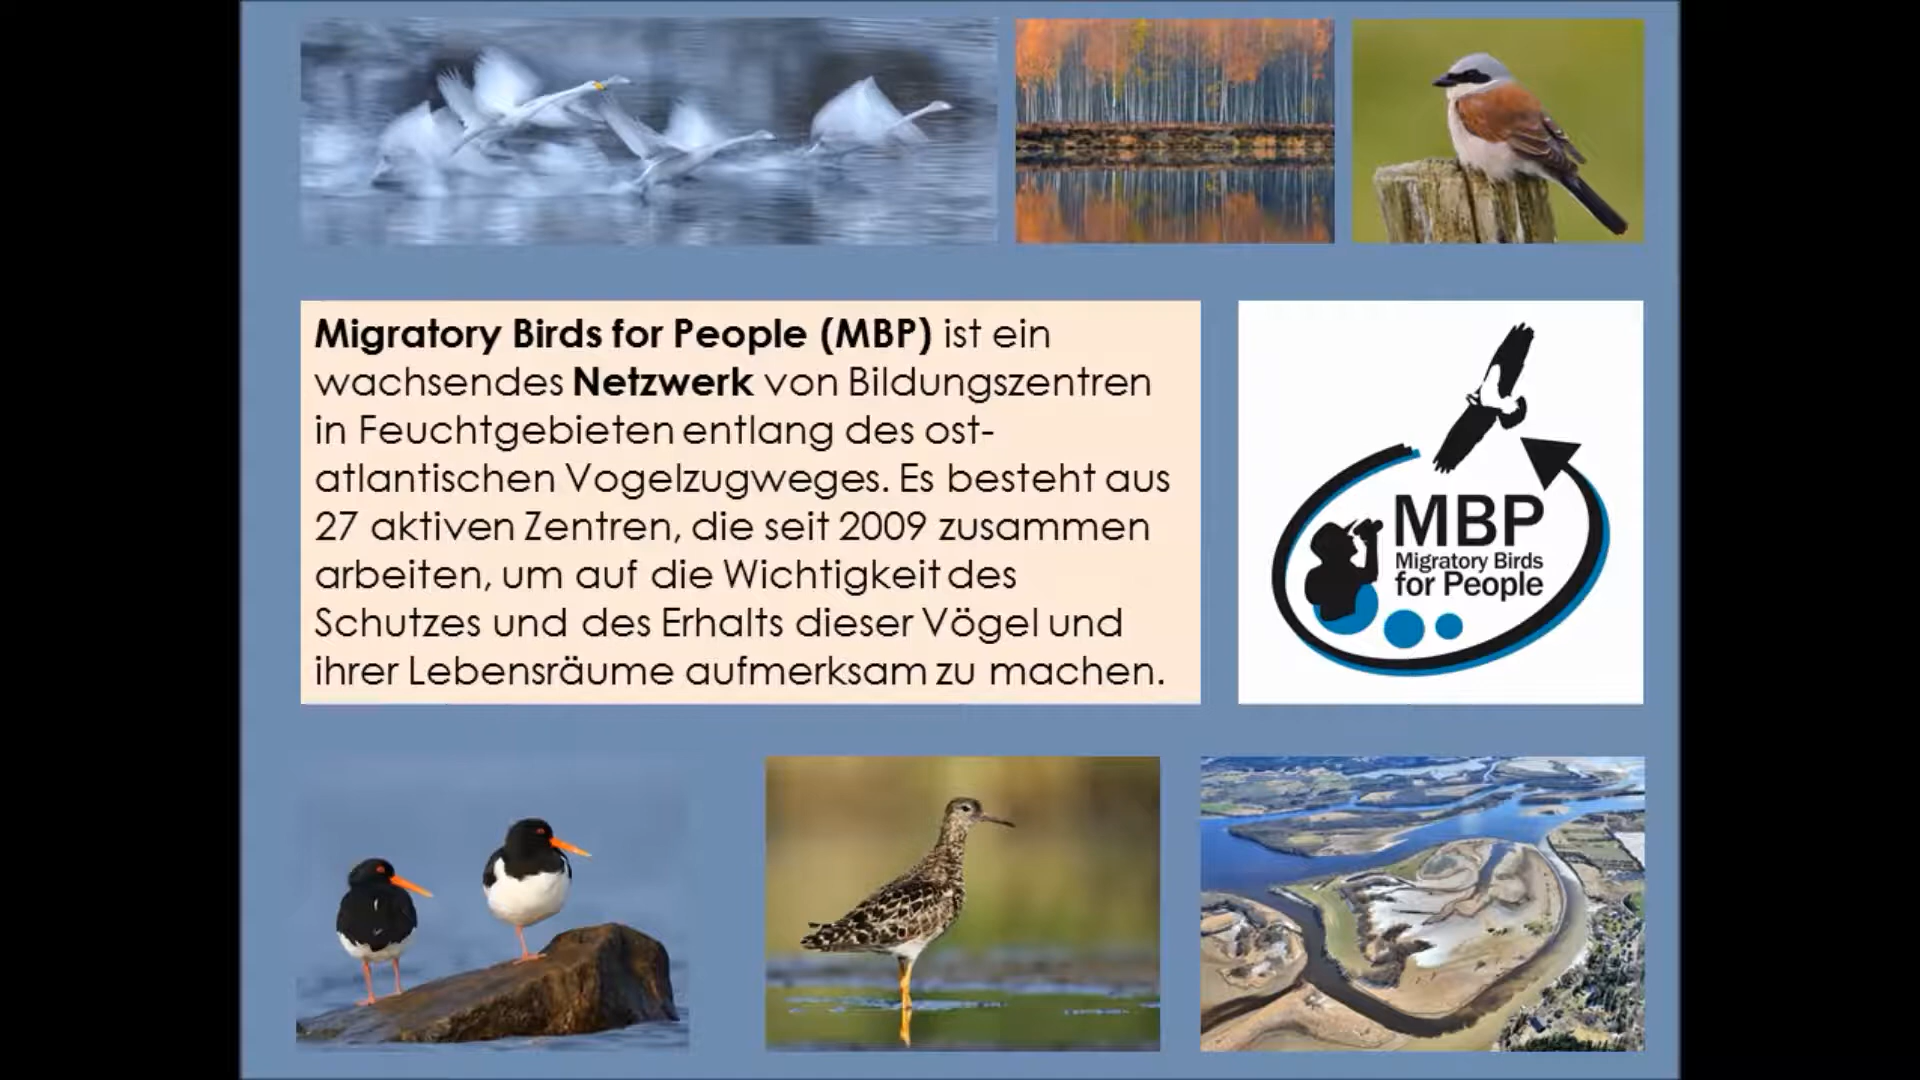 Migratory Birds for People (MBP) ist ein
wachsendes Netzwerk von Bildungszentren
in Feuchtgebieten entlang des ost-
atlantischen Vogelzugweges. Es besteht aus
27 aktiven Zentren, die seit 2009 zusammen
arbeiten, um auf die Wichtigkeit des
Schutzes und des Erhalts dieser Vögel und
ihrer Lebensräume aufmerksam zu machen.
MBP
Migratory Birds
for People